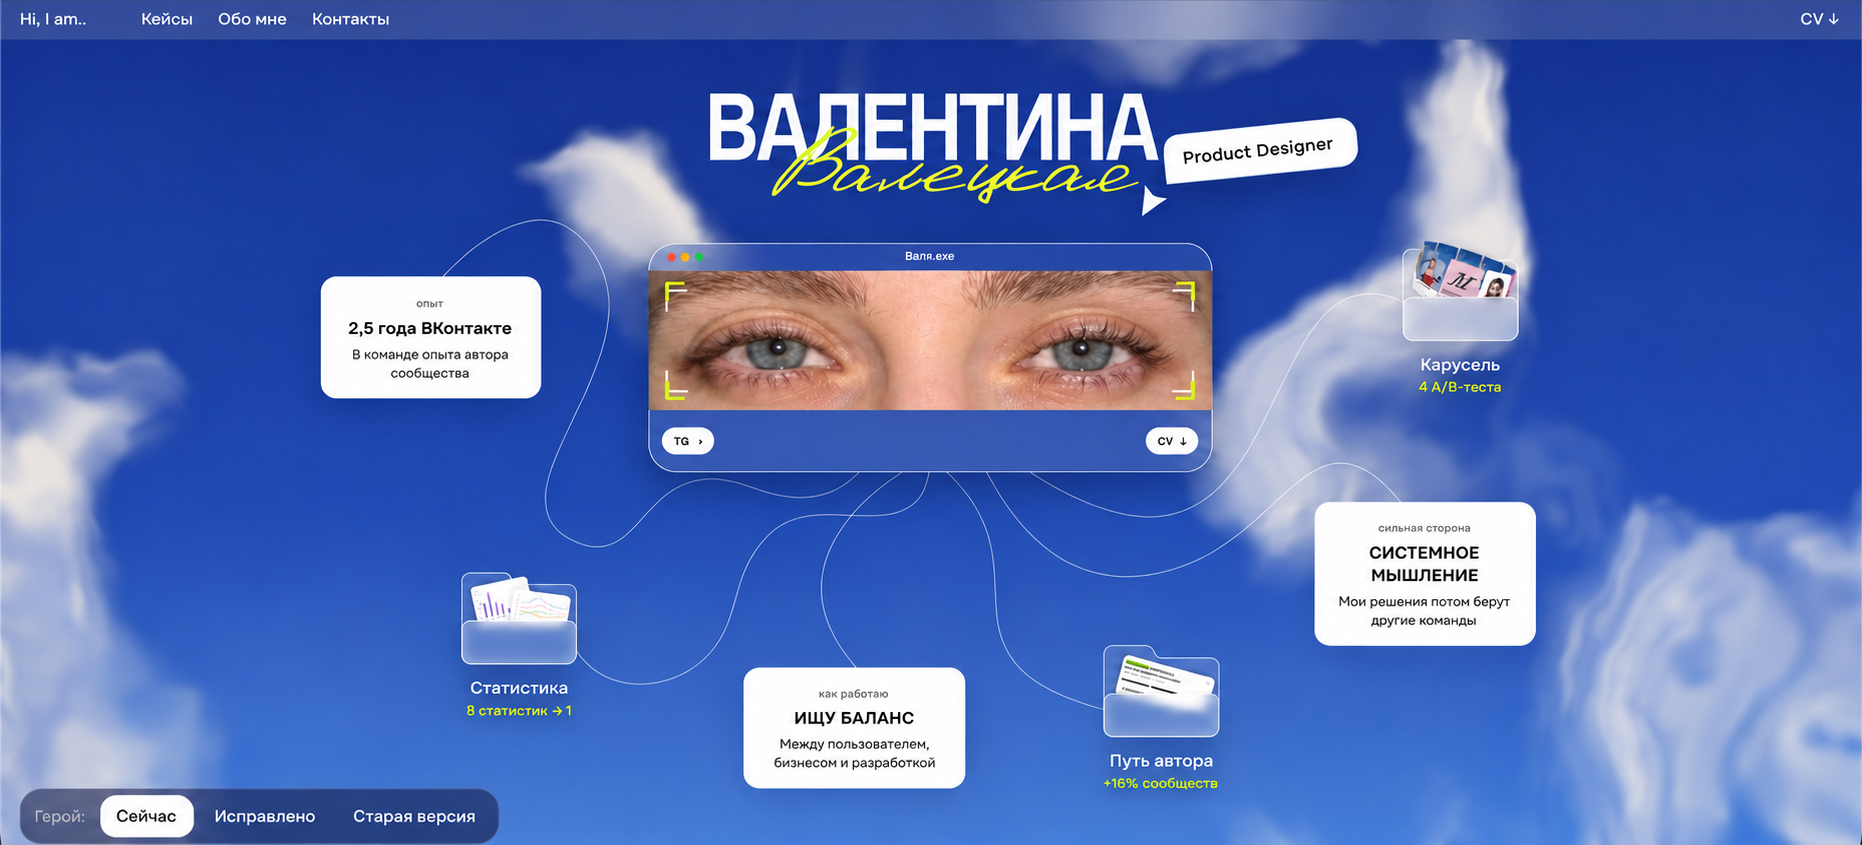 Hi, I am..
Кейсы
Обо мне
Контакты
CV ↓
ВАЛЕНТИНА
Валецкая
Product Designer
Валя.exe
TG ›
CV ↓
опыт
2,5 года ВКонтакте
В команде опыта автора
сообщества
Карусель
4 A/B-теста
сильная сторона
СИСТЕМНОЕ
МЫШЛЕНИЕ
Мои решения потом берут
другие команды
Статистика
8 статистик → 1
как работаю
ИЩУ БАЛАНС
Между пользователем,
бизнесом и разработкой
Путь автора
+16% сообществ
Герой:
Сейчас
Исправлено
Старая версия